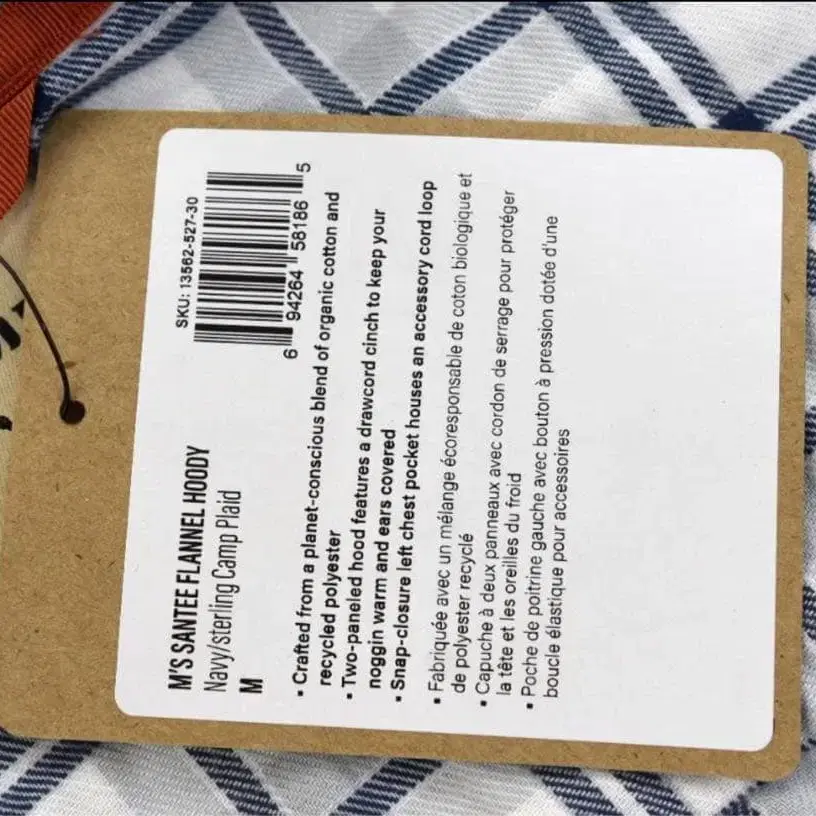 M'S SANTEE FLANNEL HOODY
Navy/sterling Camp Plaid
M
SKU: 13562-527-30
6 94264 58186 5
• Crafted from a planet-conscious blend of organic cotton and
recycled polyester
• Two-paneled hood features a drawcord cinch to keep your
noggin warm and ears covered
• Snap-closure left chest pocket houses an accessory cord loop
• Fabriquée avec un mélange écoresponsable de coton biologique et
de polyester recyclé
• Capuche à deux panneaux avec cordon de serrage pour protéger
la tête et les oreilles du froid
• Poche de poitrine gauche avec bouton à pression dotée d'une
boucle élastique pour accessoires